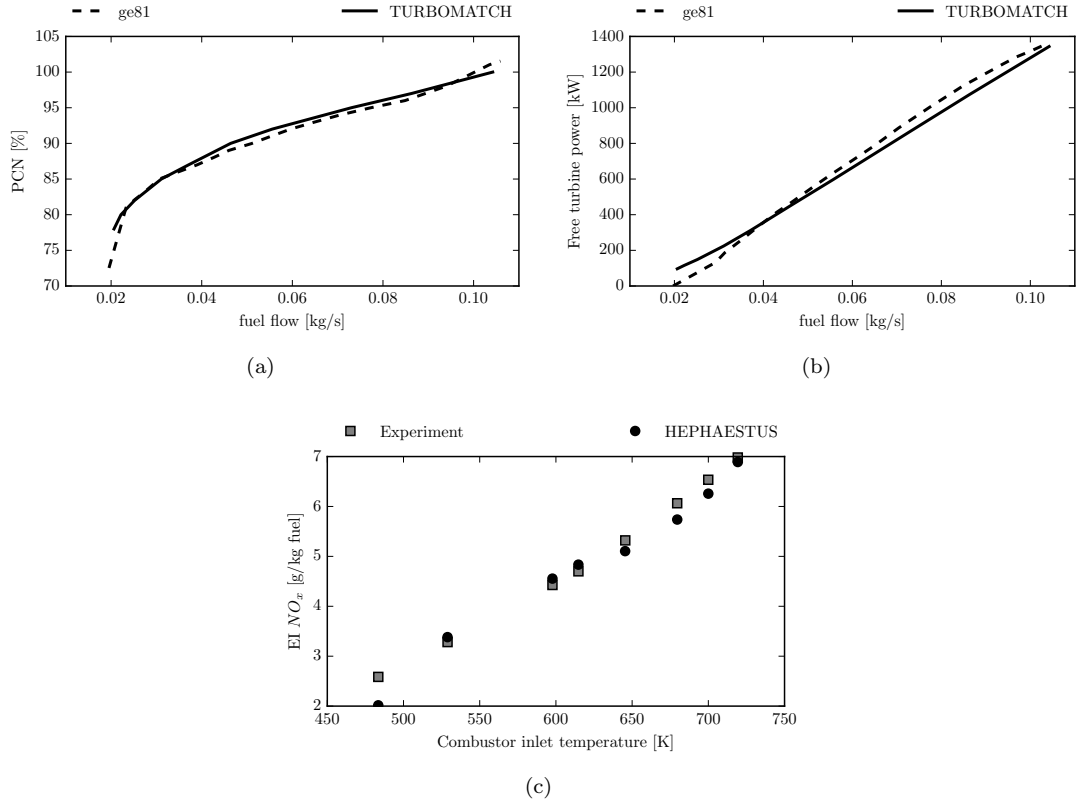 ge81
TURBOMATCH
105
100
95
90
85
80
75
70
PCN [%]
0.02 0.04 0.06 0.08 0.10
fuel flow [kg/s]
(a)
ge81
TURBOMATCH
1400
1200
1000
800
600
400
200
0
Free turbine power [kW]
0.02 0.04 0.06 0.08 0.10
fuel flow [kg/s]
(b)
Experiment
HEPHAESTUS
7
6
5
4
3
2
EI NOx [g/kg fuel]
450 500 550 600 650 700 750
Combustor inlet temperature [K]
(c)